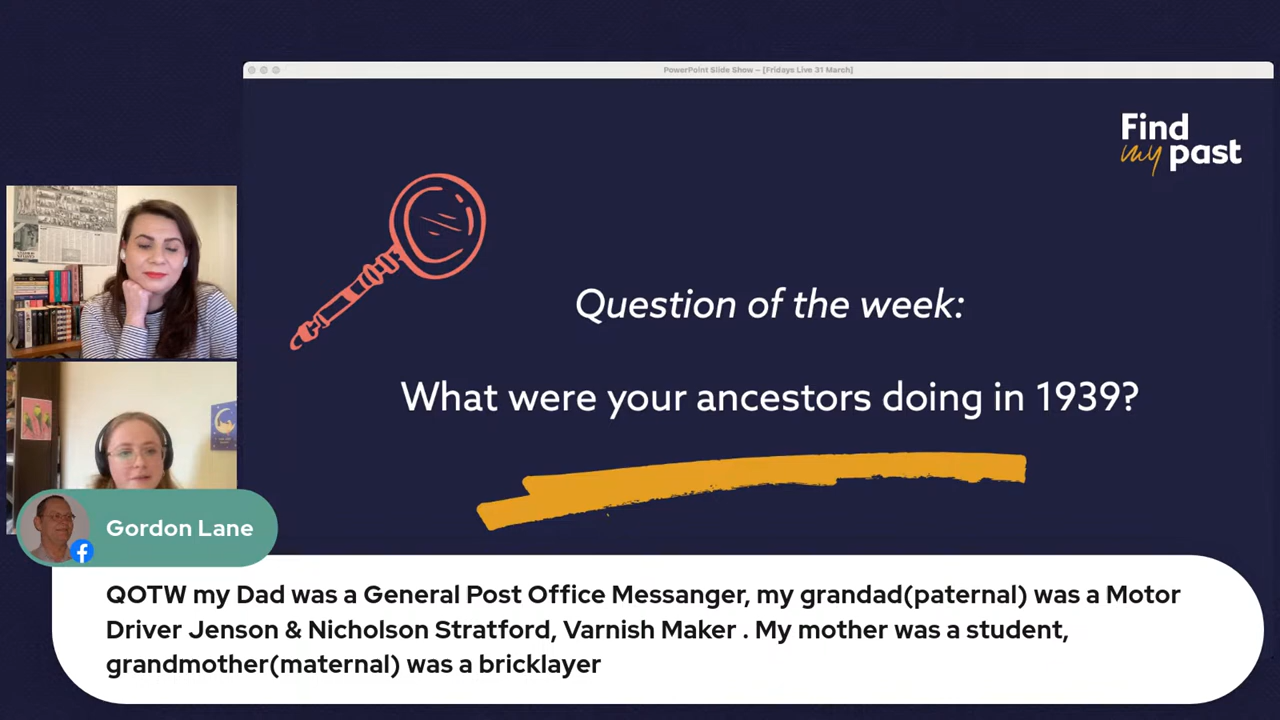 PowerPoint Slide Show – [Fridays Live 31 March]
Find
my past
Question of the week:
What were your ancestors doing in 1939?
Gordon Lane
QOTW my Dad was a General Post Office Messanger, my grandad(paternal) was a Motor
Driver Jenson & Nicholson Stratford, Varnish Maker . My mother was a student,
grandmother(maternal) was a bricklayer